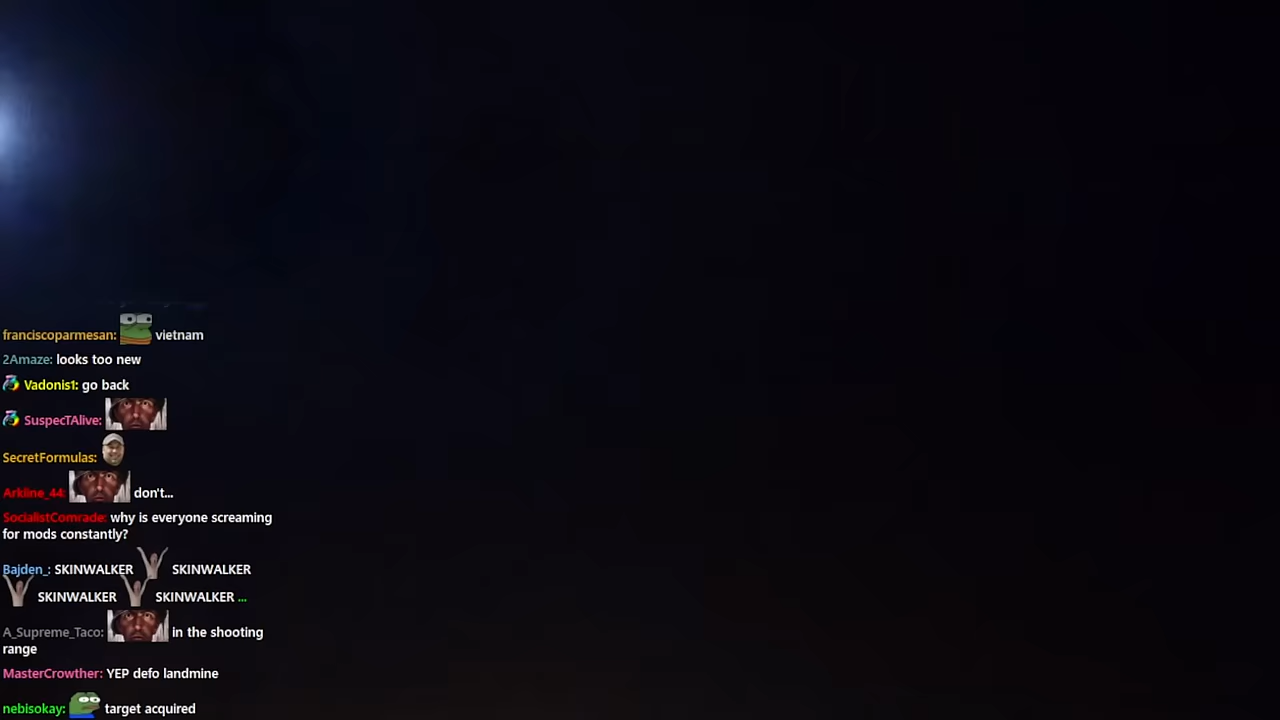 franciscoparmesan: vietnam
2Amaze: looks too new
Vadonis1: go back
SuspecTAlive:
SecretFormulas:
Arkline_44: don't...
SocialistComrade: why is everyone screaming
for mods constantly?
Bajden_: SKINWALKER SKINWALKER
SKINWALKER SKINWALKER ...
A_Supreme_Taco: in the shooting
range
MasterCrowther: YEP defo landmine
nebisokay: target acquired